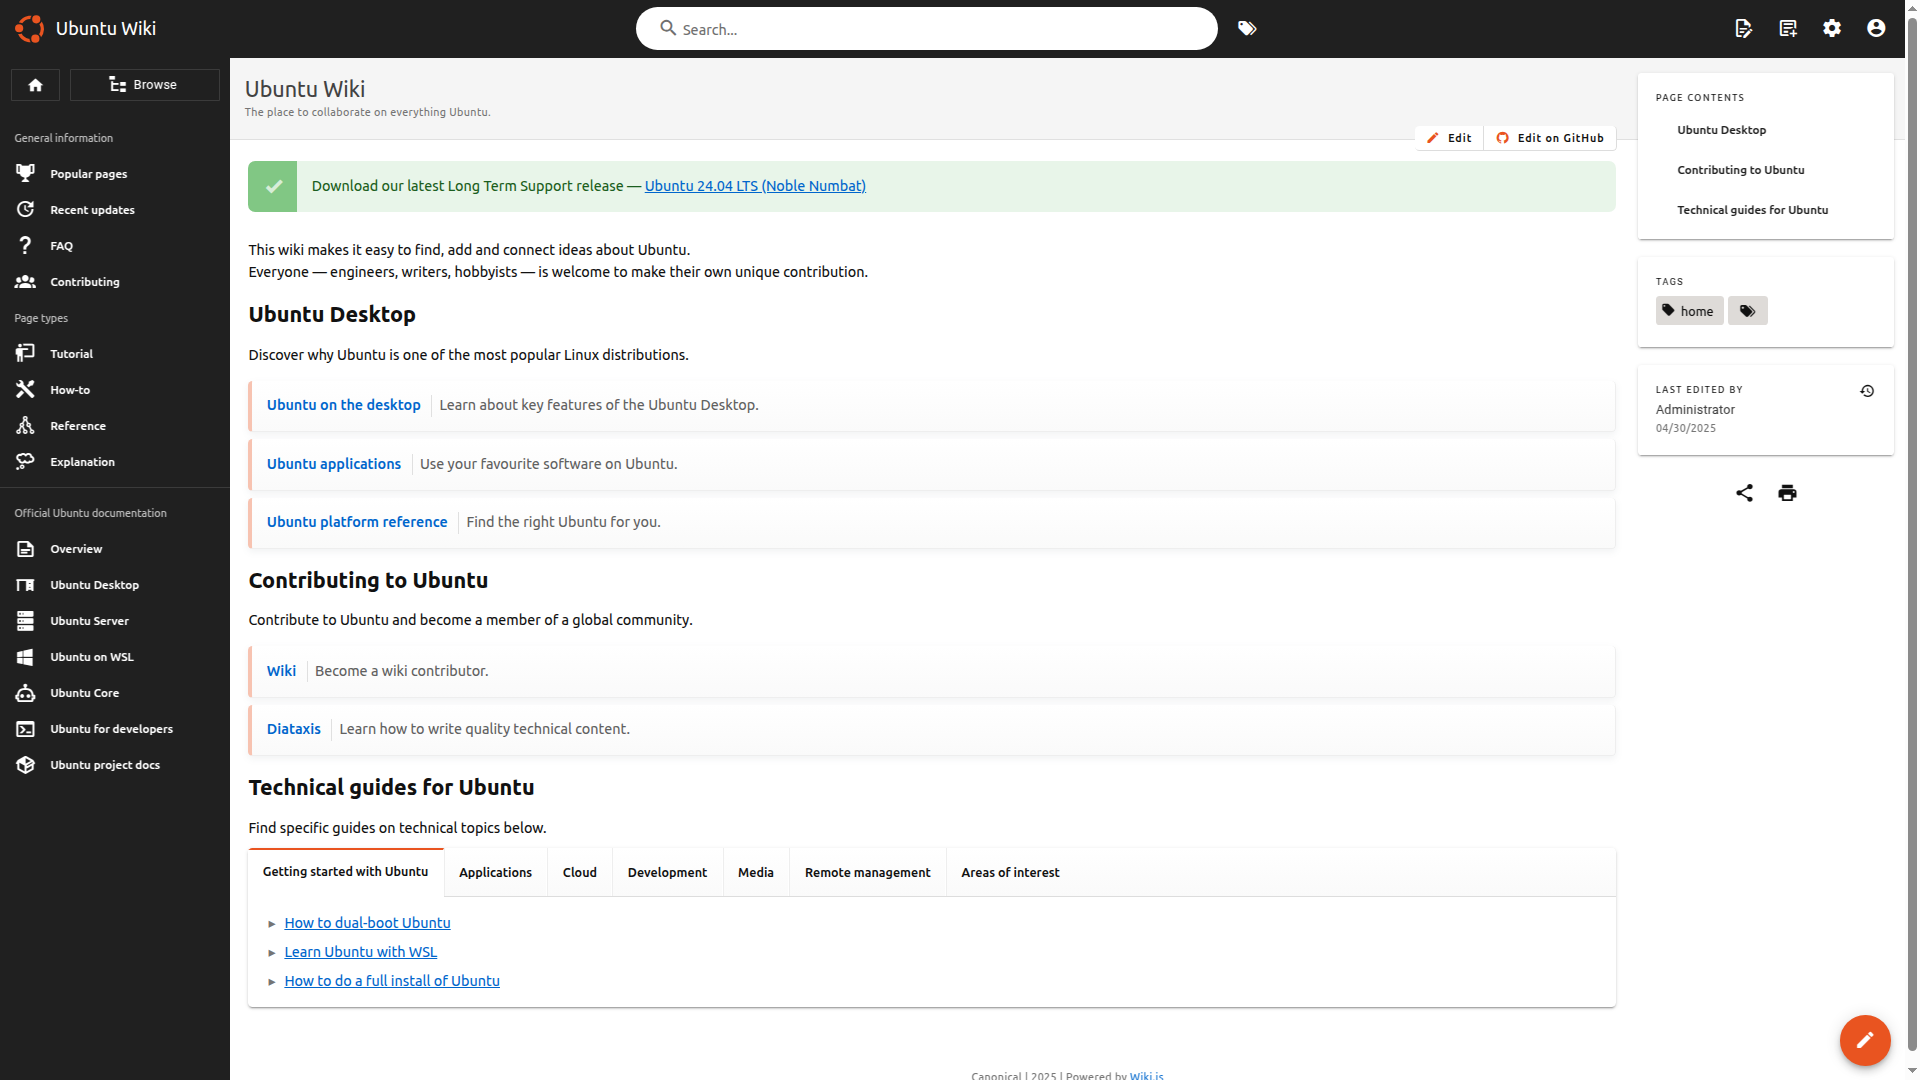 Ubuntu Wiki
Search...
Browse
General information
Popular pages
Recent updates
FAQ
Contributing
Page types
Tutorial
How-to
Reference
Explanation
Official Ubuntu documentation
Overview
Ubuntu Desktop
Ubuntu Server
Ubuntu on WSL
Ubuntu Core
Ubuntu for developers
Ubuntu project docs
Ubuntu Wiki
The place to collaborate on everything Ubuntu.
Edit
Edit on GitHub
Download our latest Long Term Support release — Ubuntu 24.04 LTS (Noble Numbat)
This wiki makes it easy to find, add and connect ideas about Ubuntu.
Everyone — engineers, writers, hobbyists — is welcome to make their own unique contribution.
Ubuntu Desktop
Discover why Ubuntu is one of the most popular Linux distributions.
Ubuntu on the desktop Learn about key features of the Ubuntu Desktop.
Ubuntu applications Use your favourite software on Ubuntu.
Ubuntu platform reference Find the right Ubuntu for you.
Contributing to Ubuntu
Contribute to Ubuntu and become a member of a global community.
Wiki Become a wiki contributor.
Diataxis Learn how to write quality technical content.
Technical guides for Ubuntu
Find specific guides on technical topics below.
Getting started with Ubuntu Applications Cloud Development Media Remote management Areas of interest
How to dual-boot Ubuntu
Learn Ubuntu with WSL
How to do a full install of Ubuntu
Canonical | 2025 | Powered by Wiki.js
PAGE CONTENTS
Ubuntu Desktop
Contributing to Ubuntu
Technical guides for Ubuntu
TAGS
home
LAST EDITED BY
Administrator
04/30/2025